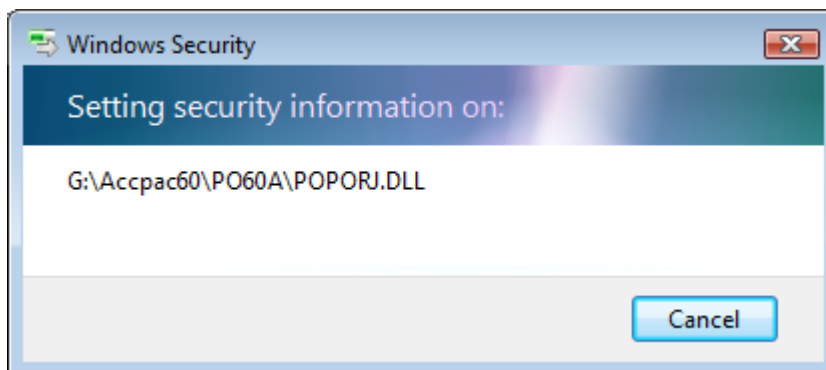 Windows Security
Setting security information on:
G:\Accpac60\PO60A\POPORJ.DLL
Cancel